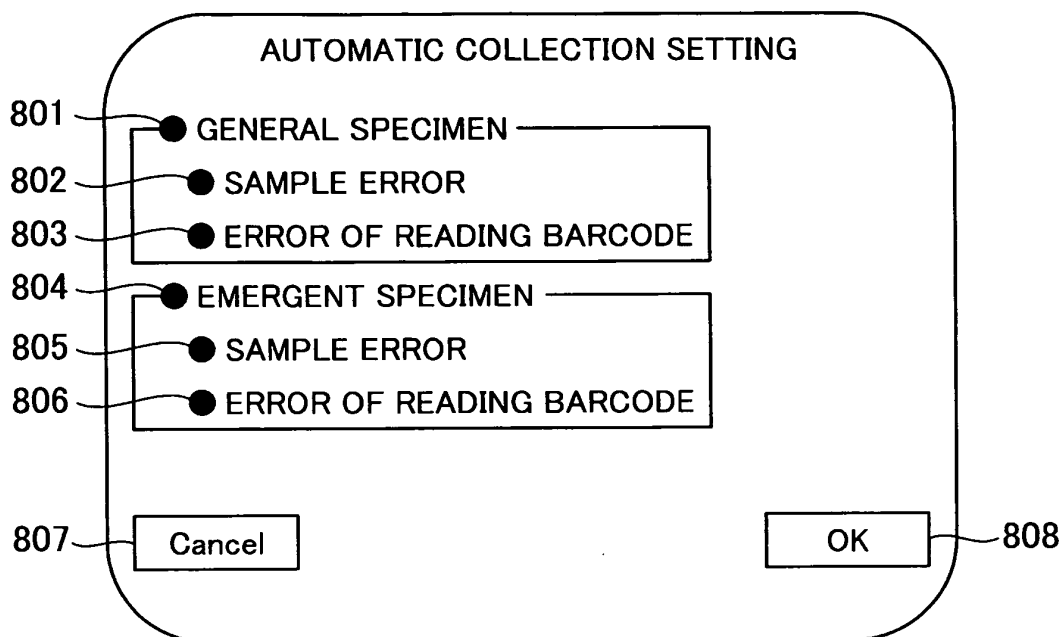 AUTOMATIC COLLECTION SETTING
801 GENERAL SPECIMEN
802 SAMPLE ERROR
803 ERROR OF READING BARCODE
804 EMERGENT SPECIMEN
805 SAMPLE ERROR
806 ERROR OF READING BARCODE
807 Cancel OK 808